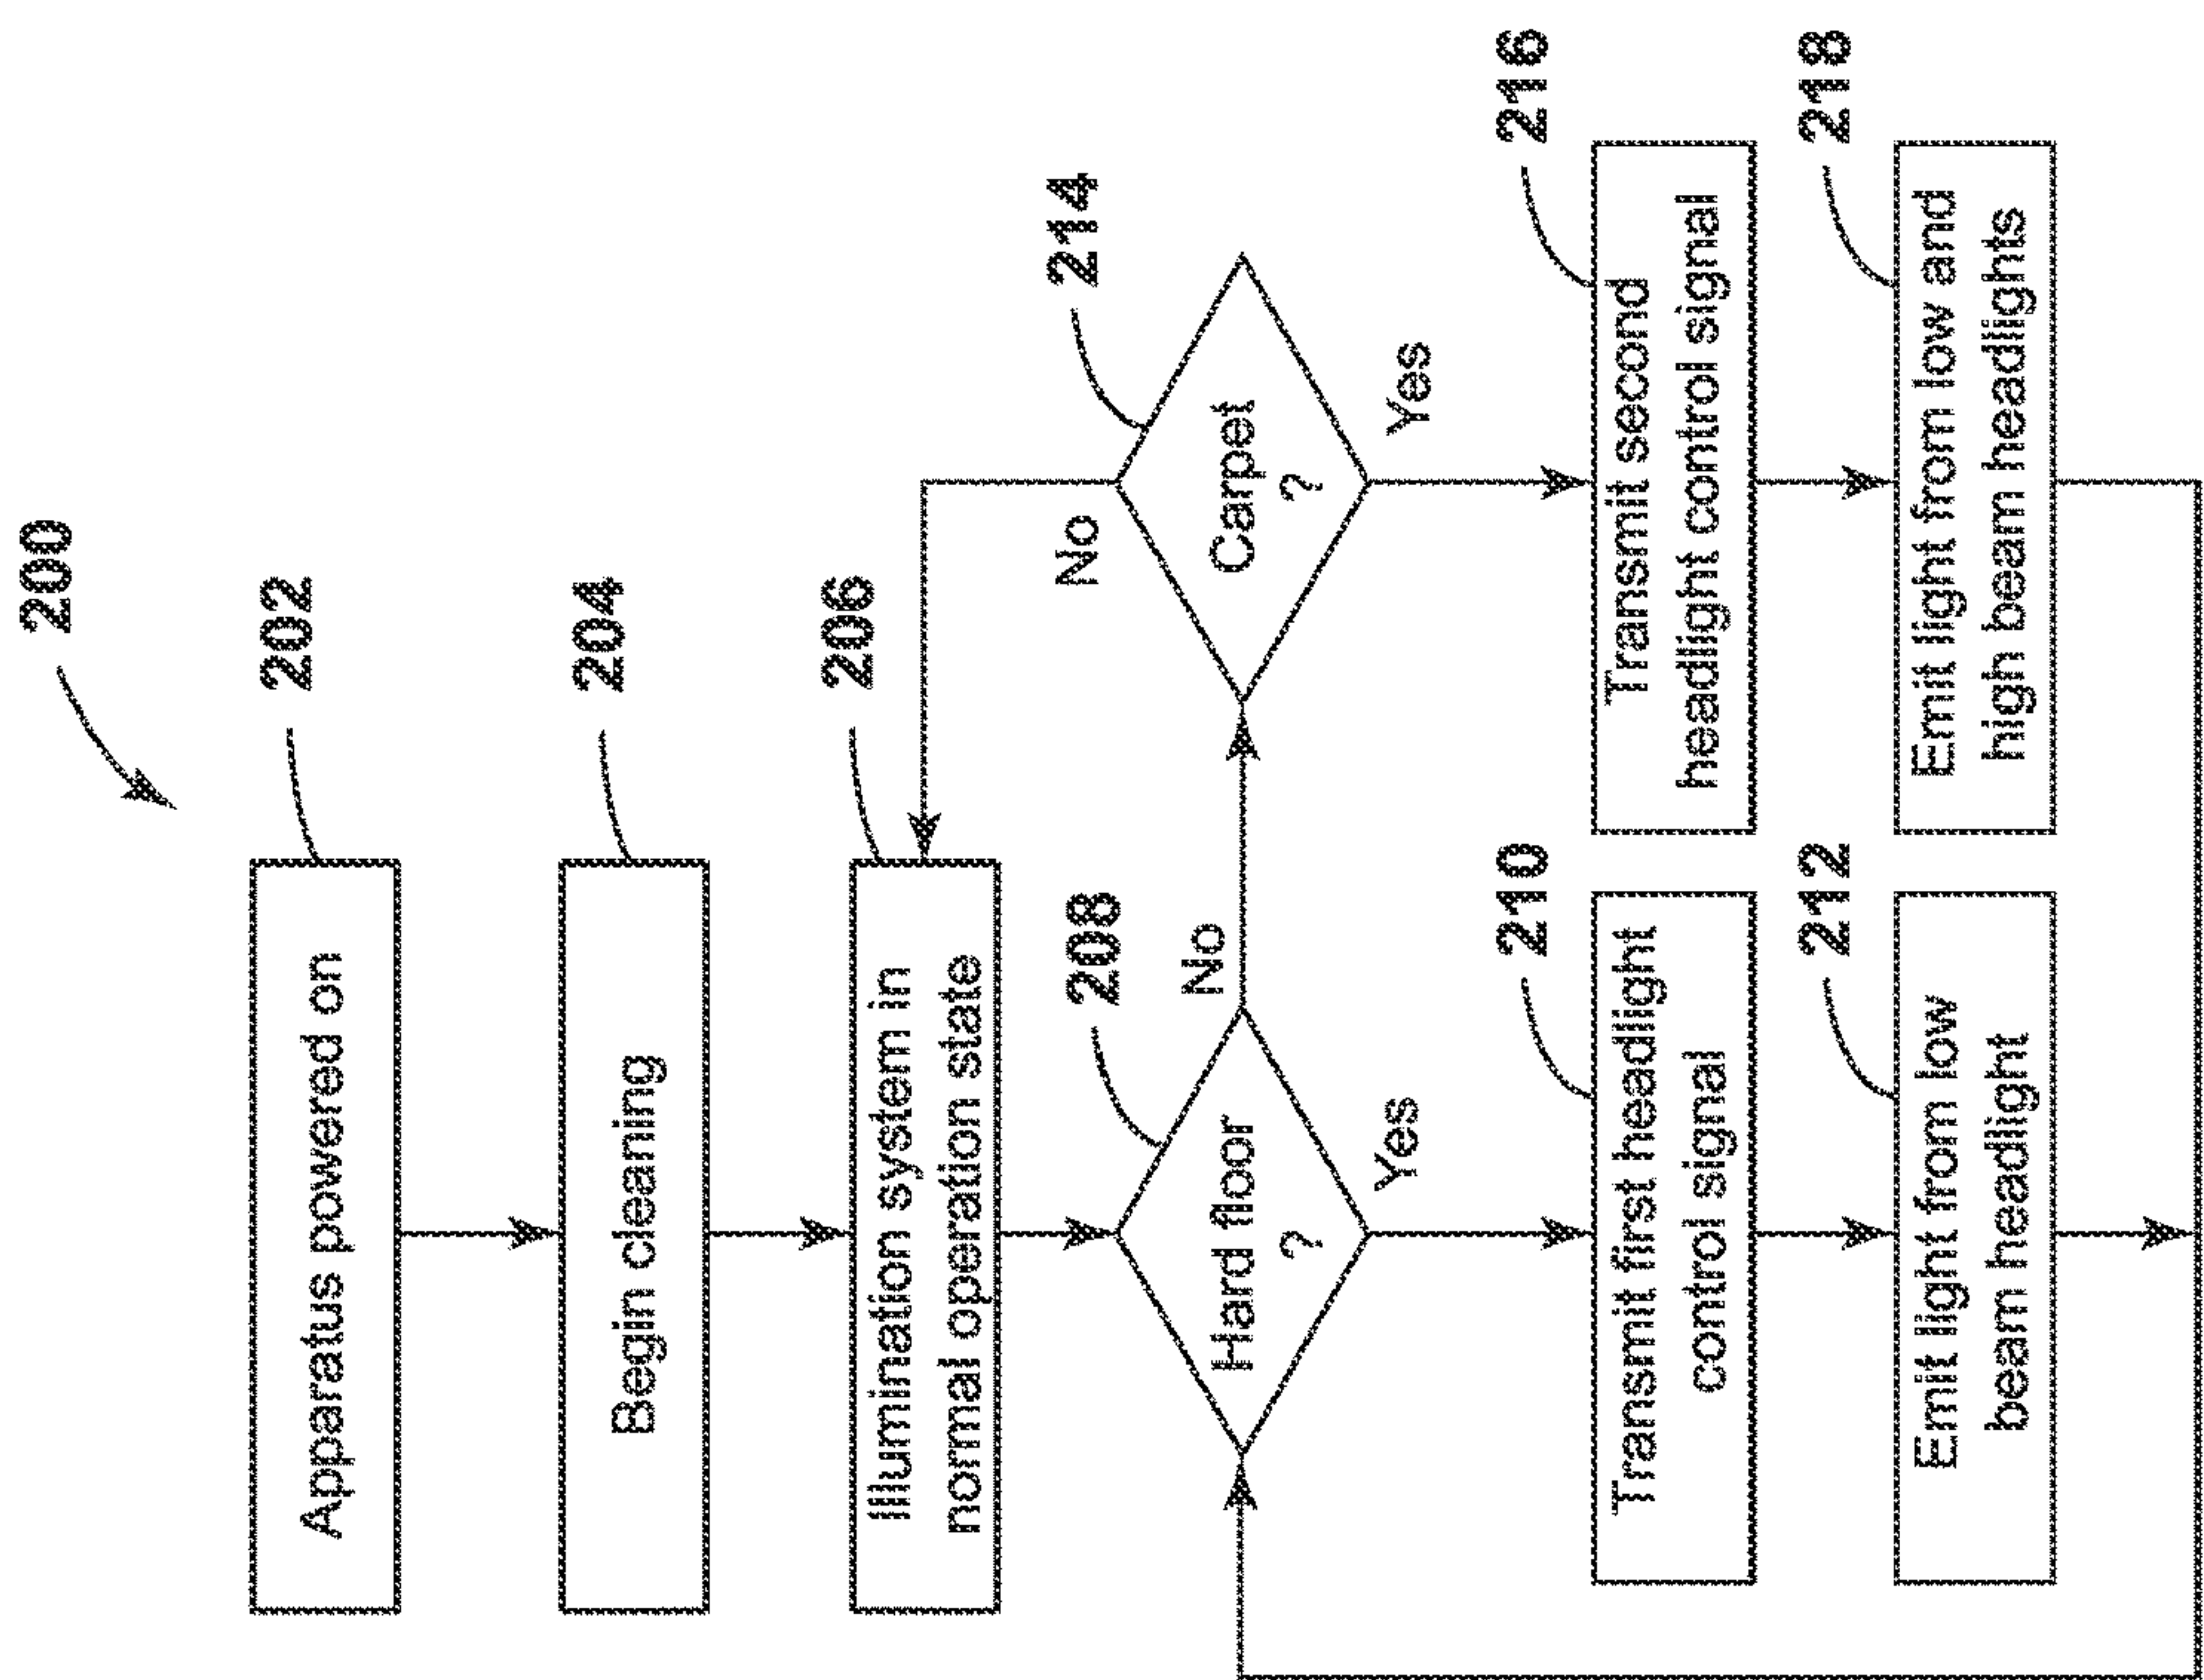 200
202
Apparatus powered on
204
Begin cleaning
206
Illumination system in
normal operation state
208
Hard floor
?
No
Yes
214
Carpet
?
No
Yes
210
Transmit first headlight
control signal
216
Transmit second
headlight control signal
212
Emit light from low
beam headlight
218
Emit light from low and
high beam headlights